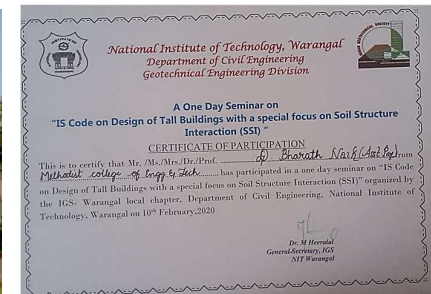 National Institute of Technology, Warangal
Department of Civil Engineering
Geotechnical Engineering Division
A One Day Seminar on
"IS Code on Design of Tall Buildings with a special focus on Soil Structure
Interaction (SSI) "
CERTIFICATE OF PARTICIPATION
This is to certify that Mr. /Ms./Mrs./Dr./Prof. D. Bharath Naik (Asst Prof) from
Methodist college of Engg & Tech has participated in a one day seminar on "IS Code
on Design of Tall Buildings with a special focus on Soil Structure Interaction (SSI)" organized by
the IGS- Warangal local chapter, Department of Civil Engineering, National Institute of
Technology, Warangal on 10th February,2020
Dr. M Heeralal
General-Secretary, IGS
NIT Warangal